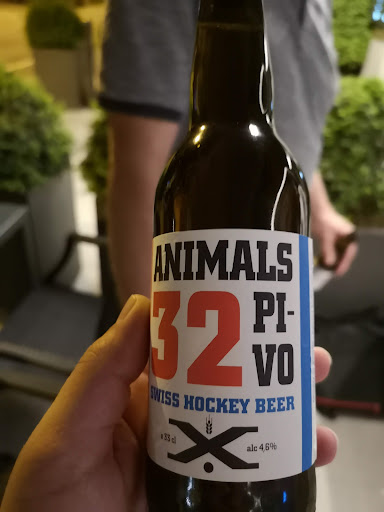 ANIMALS
32 PI-
VO
SWISS HOCKEY BEER
e 33 cl
alc 4,6%